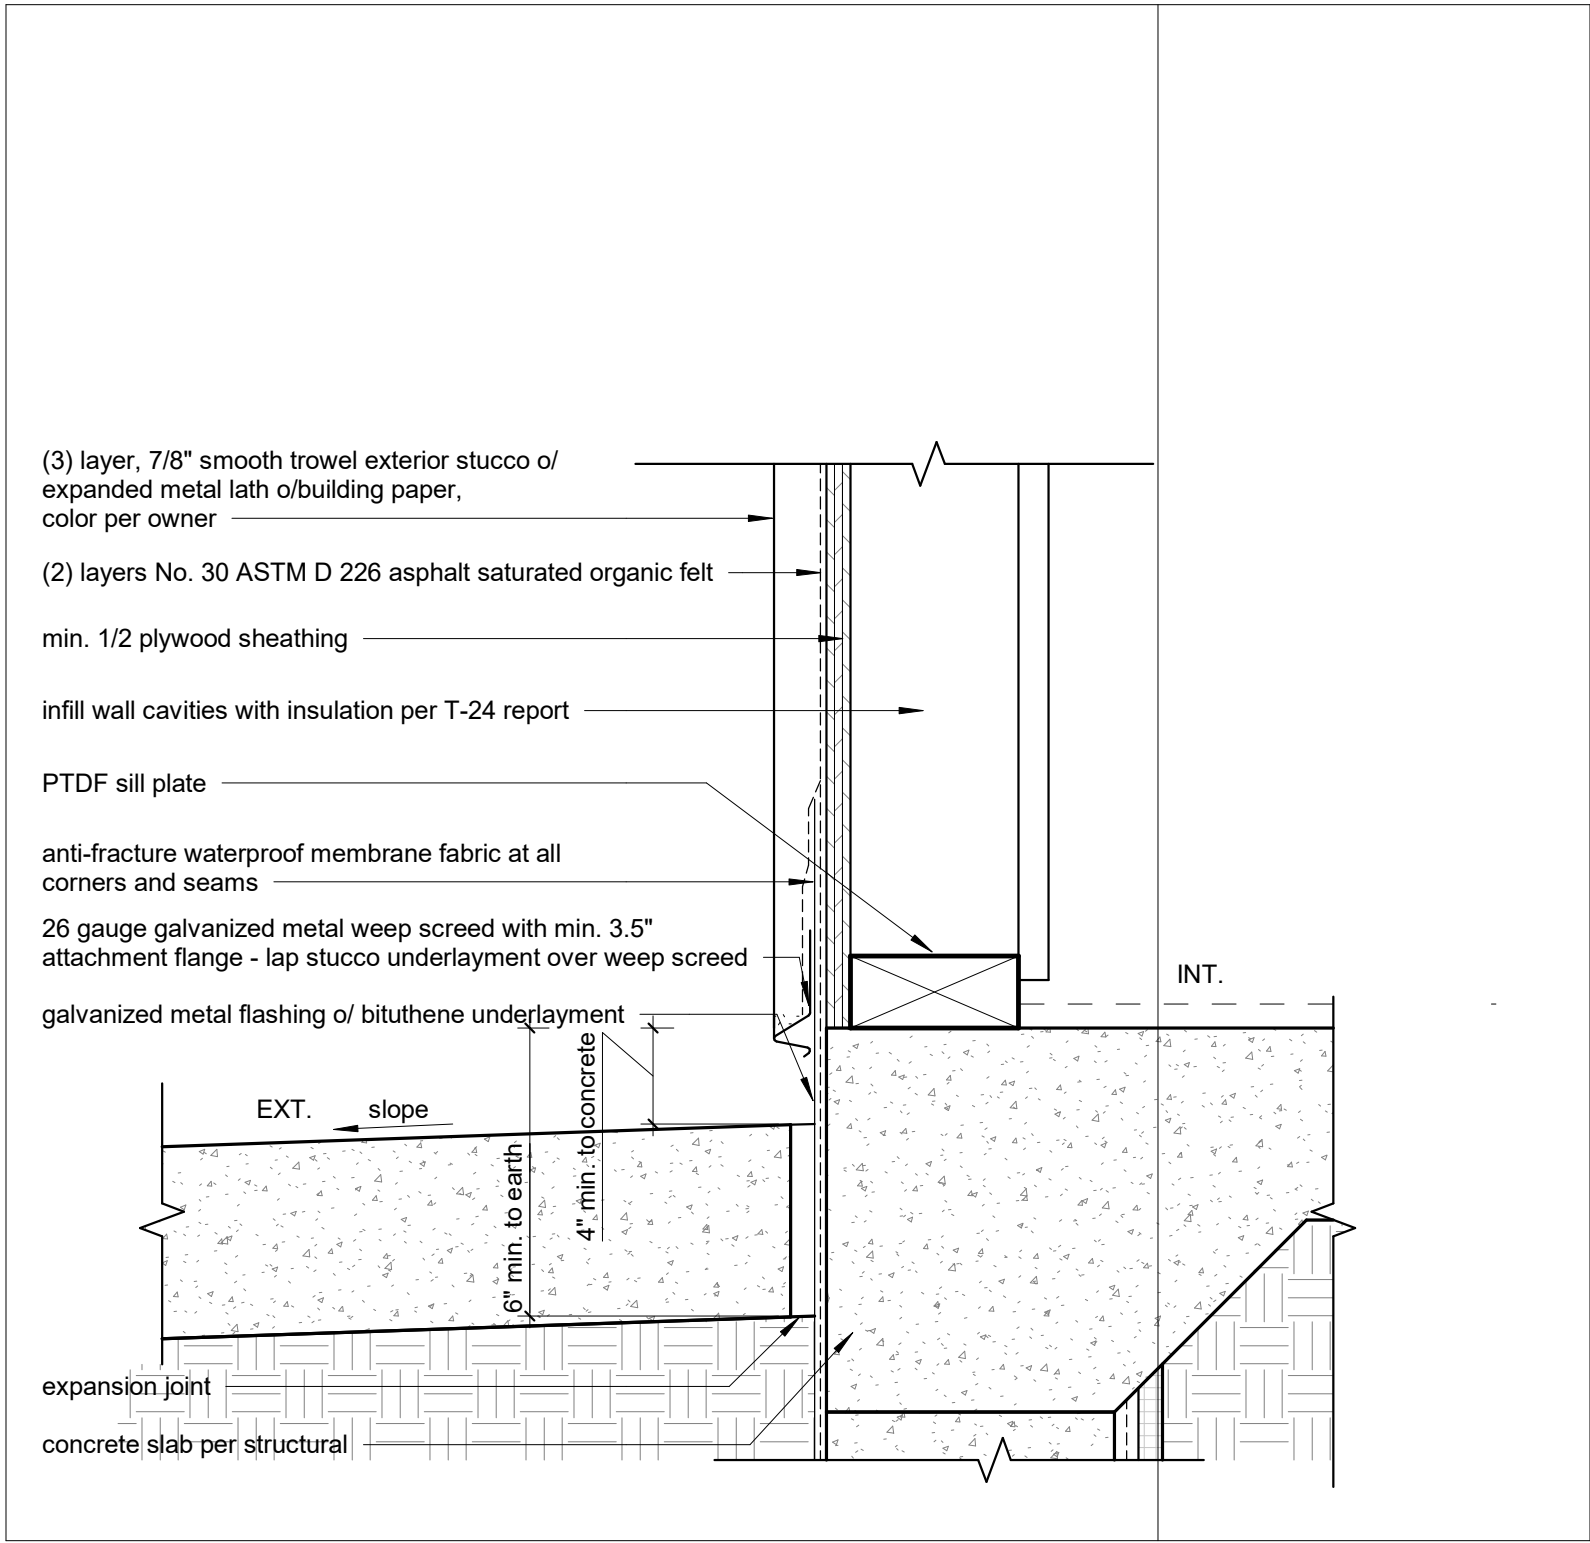 (3) layer, 7/8" smooth trowel exterior stucco o/
expanded metal lath o/building paper,
color per owner
(2) layers No. 30 ASTM D 226 asphalt saturated organic felt
min. 1/2 plywood sheathing
infill wall cavities with insulation per T-24 report
PTDF sill plate
anti-fracture waterproof membrane fabric at all
corners and seams
26 gauge galvanized metal weep screed with min. 3.5"
attachment flange - lap stucco underlayment over weep screed
INT.
galvanized metal flashing o/ bituthene underlayment
EXT.
slope
6" min. to earth
4" min. to concrete
expansion joint
concrete slab per structural